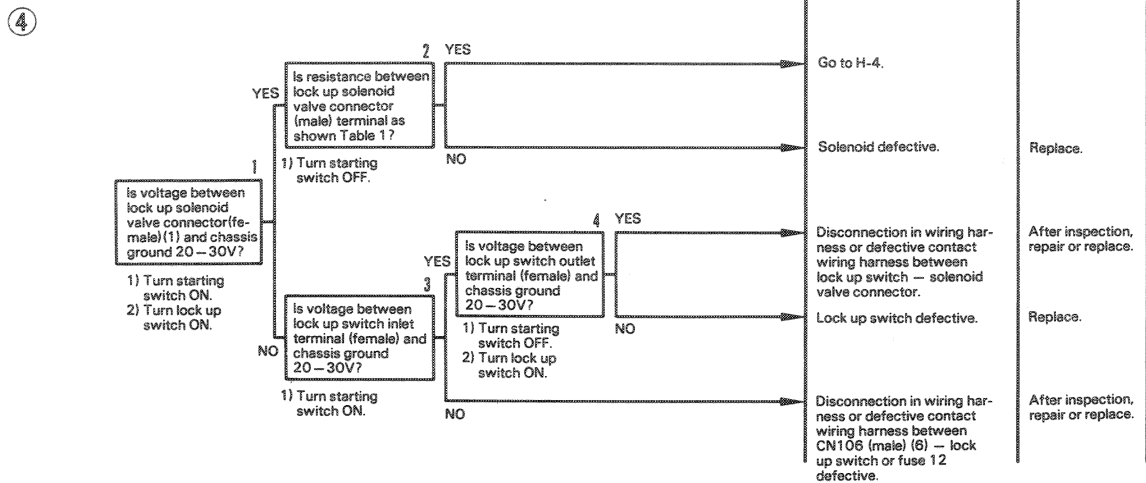 4
2 YES
Is resistance between
lock up solenoid
valve connector
(male) terminal as
shown Table 1?
YES
1) Turn starting
switch OFF.
NO
Go to H-4.
Solenoid defective.
Replace.
1
Is voltage between
lock up solenoid
valve connector(fe-
male)(1) and chassis
ground 20–30V?
1) Turn starting
switch ON.
2) Turn lock up
switch ON.
NO
3
Is voltage between
lock up switch inlet
terminal (female) and
chassis ground
20–30V?
1) Turn starting
switch ON.
YES
NO
4 YES
Is voltage between
lock up switch outlet
terminal (female) and
chassis ground
20–30V?
1) Turn starting
switch OFF.
2) Turn lock up
switch ON.
NO
Disconnection in wiring har-
ness or defective contact
wiring harness between
lock up switch — solenoid
valve connector.
After inspection,
repair or replace.
Lock up switch defective.
Replace.
Disconnection in wiring har-
ness or defective contact
wiring harness between
CN106 (male) (6) — lock
up switch or fuse 12
defective.
After inspection,
repair or replace.